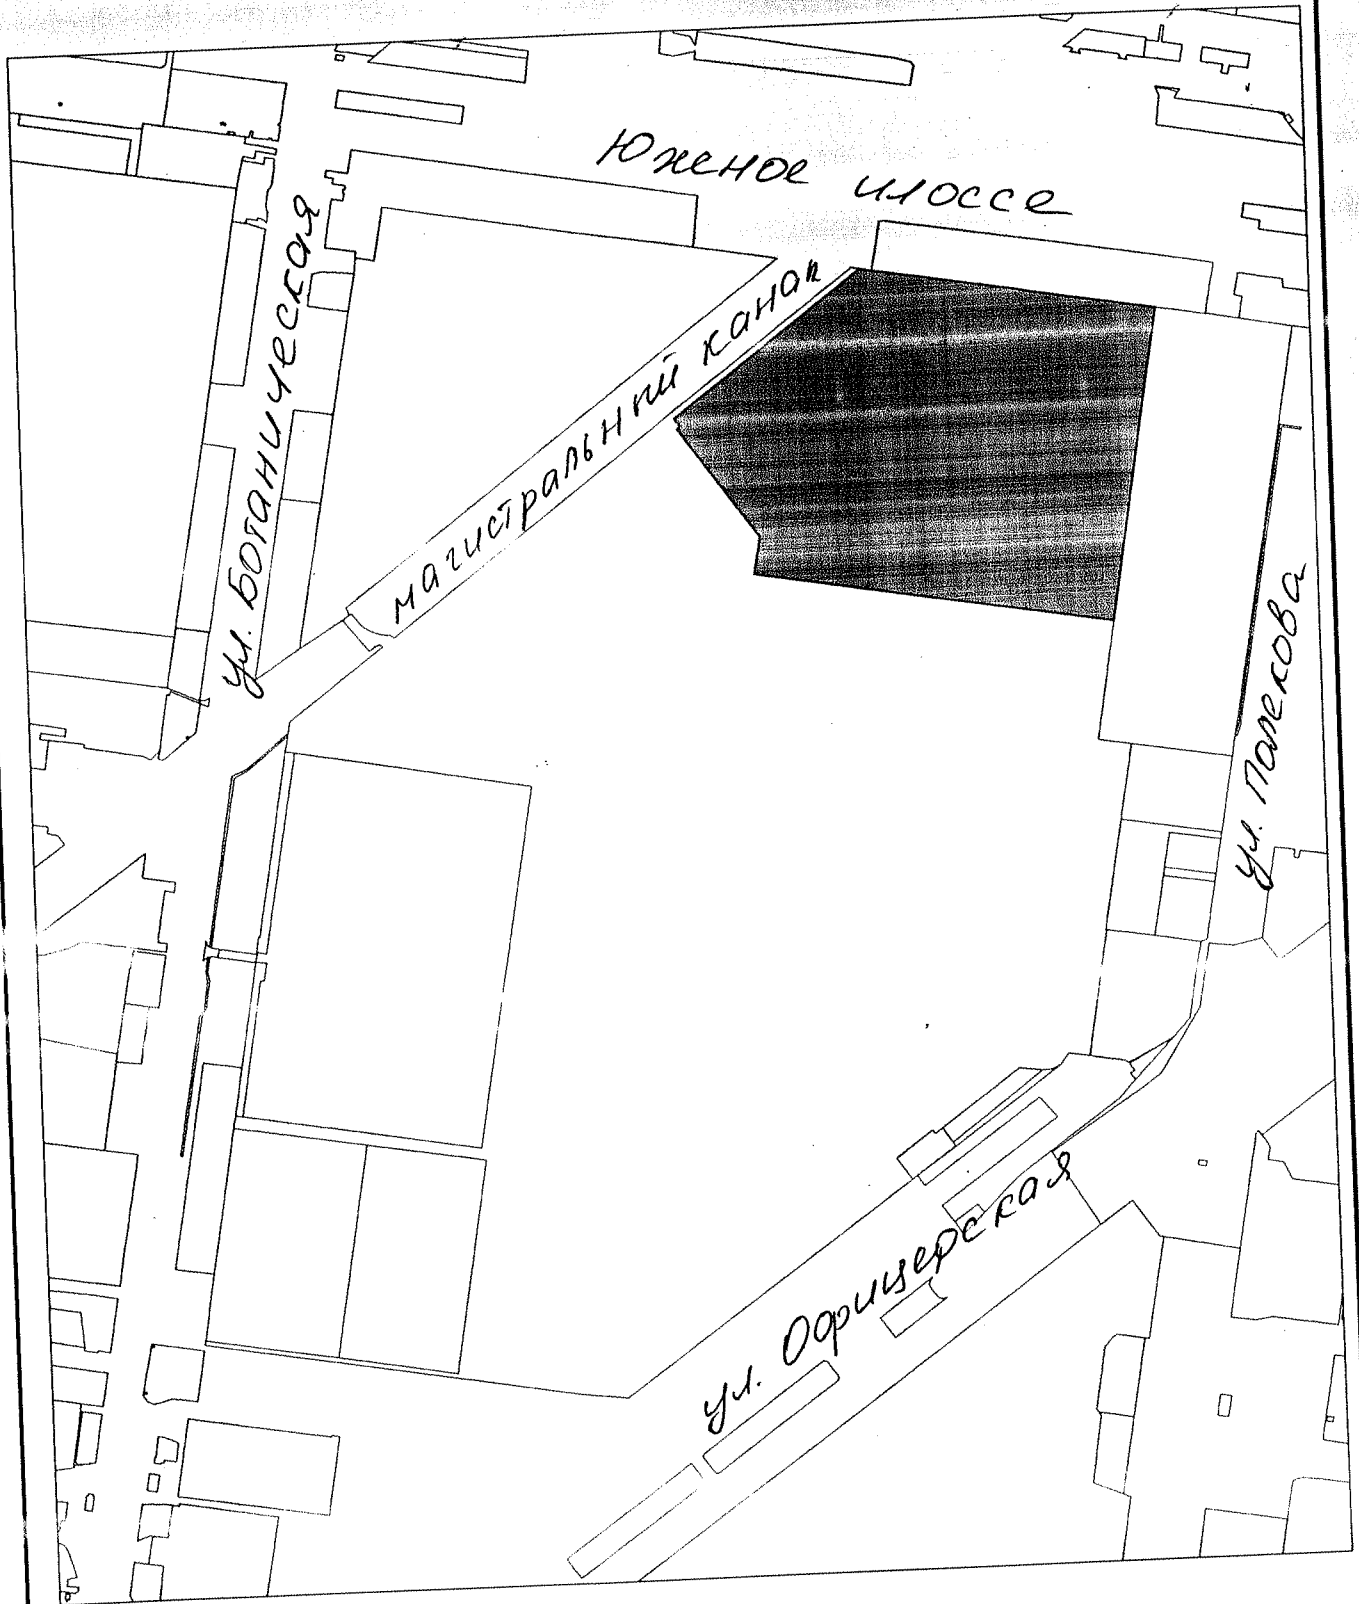 Южное шоссе
ул. Ботаническая
магистральный канал
ул. Полякова
ул. Офицерская